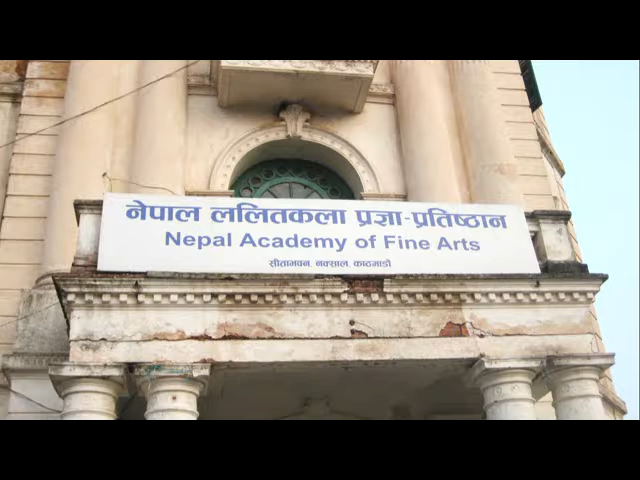 नेपाल ललितकला प्रज्ञा-प्रतिष्ठान
Nepal Academy of Fine Arts
सीताभवन, नक्साल, काठमाडौं